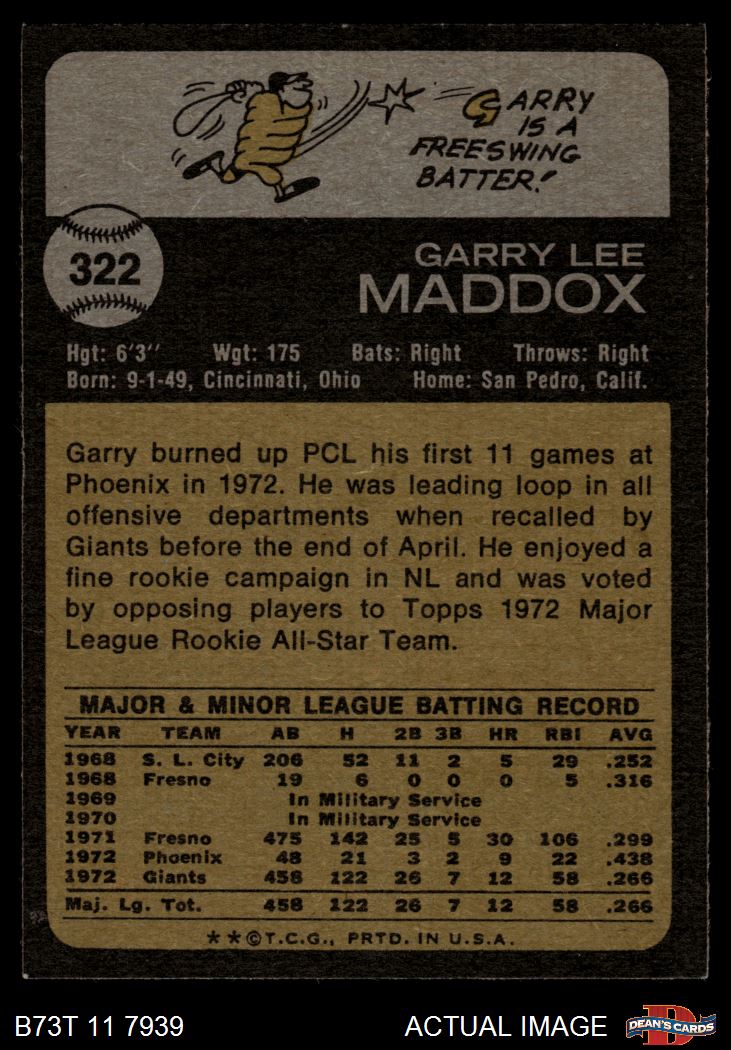 GARRY
IS A
FREESWING
BATTER!
322
GARRY LEE
MADDOX
Hgt: 6'3" Wgt: 175 Bats: Right Throws: Right
Born: 9-1-49, Cincinnati, Ohio Home: San Pedro, Calif.
Garry burned up PCL his first 11 games at
Phoenix in 1972. He was leading loop in all
offensive departments when recalled by
Giants before the end of April. He enjoyed a
fine rookie campaign in NL and was voted
by opposing players to Topps 1972 Major
League Rookie All-Star Team.
MAJOR & MINOR LEAGUE BATTING RECORD
YEAR TEAM AB H 2B 3B HR RBI AVG
1968 S. L. City 206 52 11 2 5 29 .252
1968 Fresno 19 6 0 0 0 5 .316
1969 In Military Service
1970 In Military Service
1971 Fresno 475 142 25 5 30 106 .299
1972 Phoenix 48 21 3 2 9 22 .438
1972 Giants 458 122 26 7 12 58 .266
Maj. Lg. Tot. 458 122 26 7 12 58 .266
**©T.C.G., PRTD. IN U.S.A.
B73T 11 7939 ACTUAL IMAGE D DEAN'S CARDS